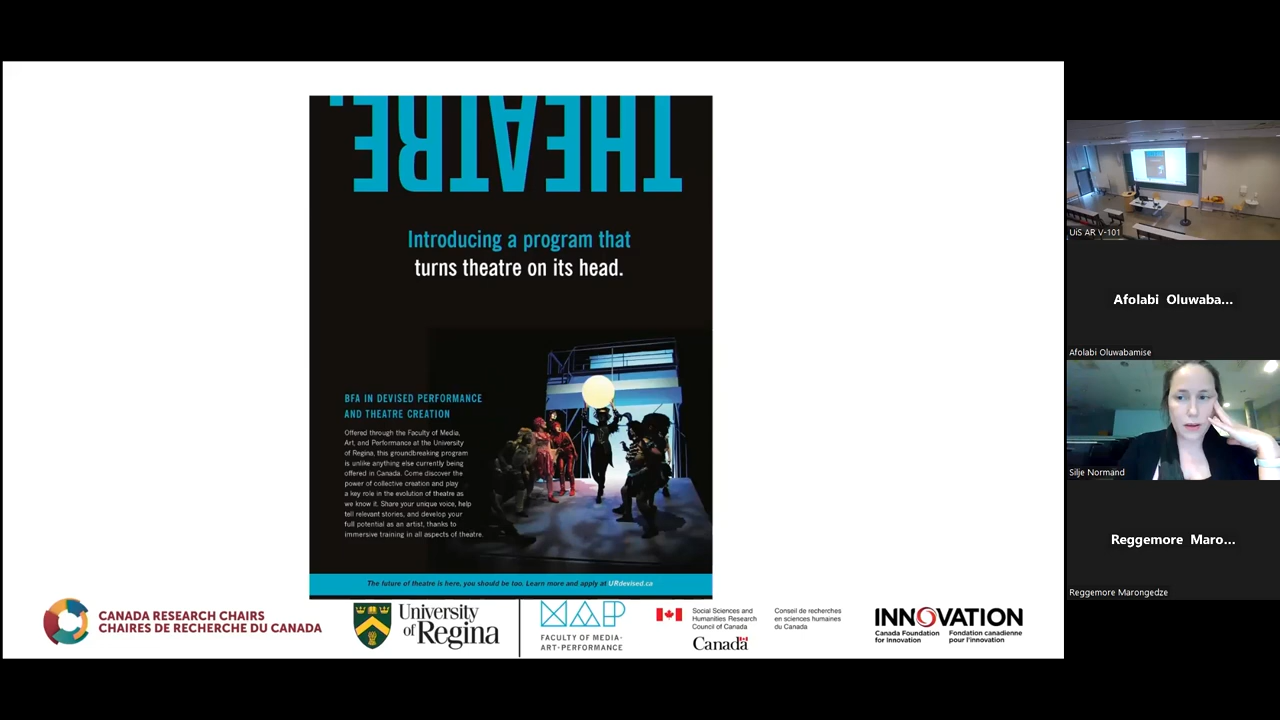 THEATRE.
Introducing a program that
turns theatre on its head.
BFA IN DEVISED PERFORMANCE
AND THEATRE CREATION
Offered through the Faculty of Media,
Art, and Performance at the University
of Regina, this groundbreaking program
is unlike anything else currently being
offered in Canada. Come discover the
power of collective creation and play
a key role in the evolution of theatre as
we know it. Share your unique voice, help
tell relevant stories, and develop your
full potential as an artist, thanks to
immersive training in all aspects of theatre.
The future of theatre is here, you should be too. Learn more and apply at URdevised.ca
CANADA RESEARCH CHAIRS
CHAIRES DE RECHERCHE DU CANADA
University
of Regina
MAP
FACULTY OF MEDIA·
ART·PERFORMANCE
Social Sciences and
Humanities Research
Council of Canada
Conseil de recherches
en sciences humaines
du Canada
Canada
INNOVATION
Canada Foundation
for Innovation
Fondation canadienne
pour l'innovation
UiS AR V-101
Afolabi Oluwaba...
Afolabi Oluwabamise
Silje Normand
Reggemore Maro...
Reggemore Marongedze